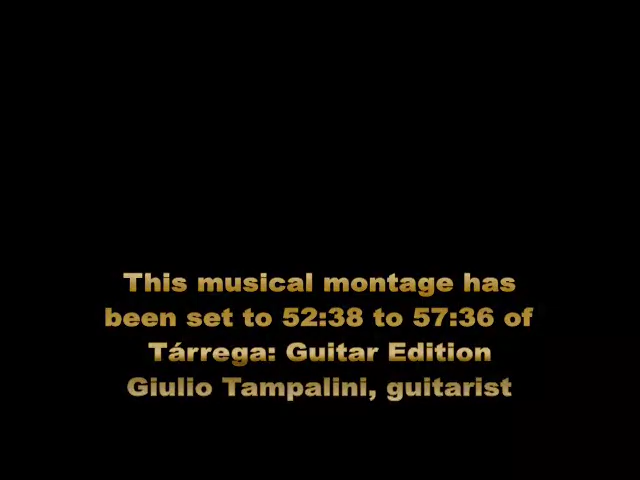 This musical montage has
been set to 52:38 to 57:36 of
Tárrega: Guitar Edition
Giulio Tampalini, guitarist